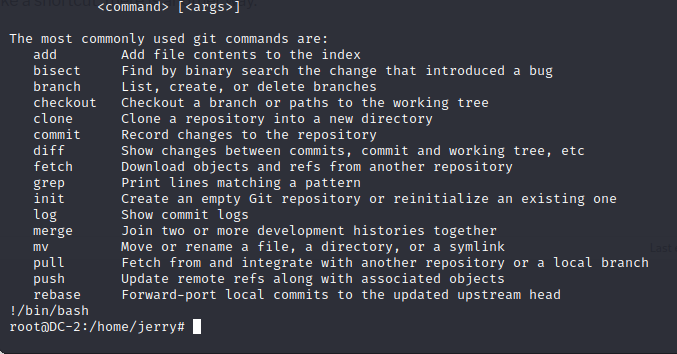 <command> [<args>]
The most commonly used git commands are:
add Add file contents to the index
bisect Find by binary search the change that introduced a bug
branch List, create, or delete branches
checkout Checkout a branch or paths to the working tree
clone Clone a repository into a new directory
commit Record changes to the repository
diff Show changes between commits, commit and working tree, etc
fetch Download objects and refs from another repository
grep Print lines matching a pattern
init Create an empty Git repository or reinitialize an existing one
log Show commit logs
merge Join two or more development histories together
mv Move or rename a file, a directory, or a symlink
pull Fetch from and integrate with another repository or a local branch
push Update remote refs along with associated objects
rebase Forward-port local commits to the updated upstream head
!/bin/bash
root@DC-2:/home/jerry#